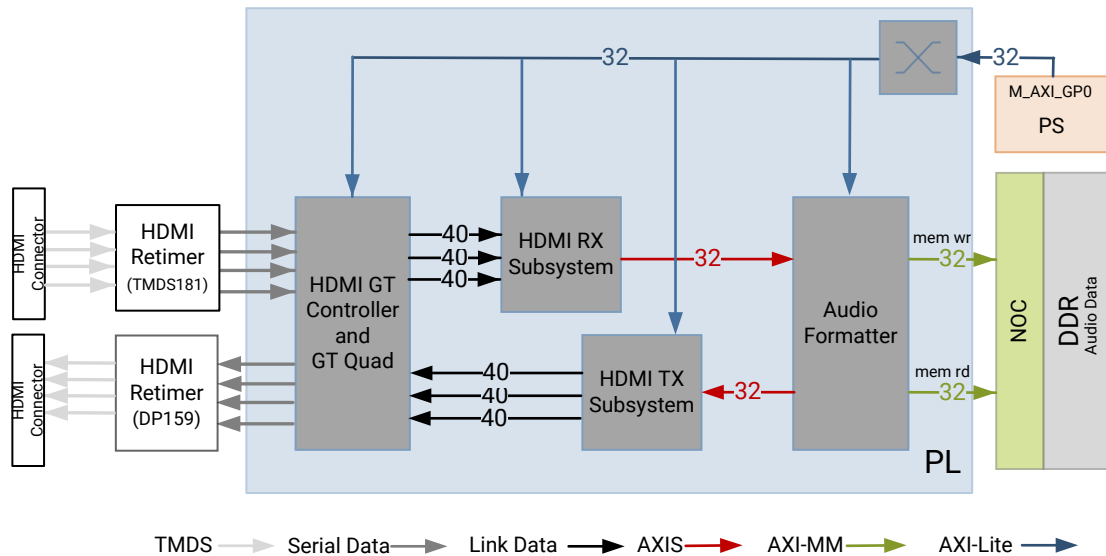 32
32
M_AXI_GP0
PS
HDMI
Connector
HDMI
Retimer
(TMDS181)
HDMI GT
Controller
and
GT Quad
40
40
40
HDMI RX
Subsystem
32
Audio
Formatter
mem wr
32
NOC
DDR
Audio Data
HDMI
Connector
HDMI
Retimer
(DP159)
40
40
40
HDMI TX
Subsystem
32
mem rd
32
PL
TMDS
Serial Data
Link Data
AXIS
AXI-MM
AXI-Lite